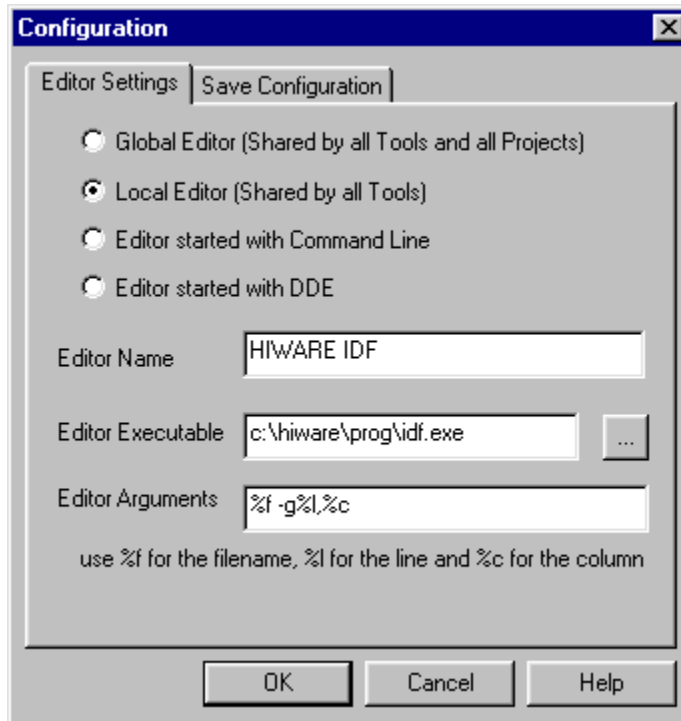 Configuration
Editor Settings
Save Configuration
Global Editor (Shared by all Tools and all Projects)
Local Editor (Shared by all Tools)
Editor started with Command Line
Editor started with DDE
Editor Name
HIWARE IDF
Editor Executable
c:\hiware\prog\idf.exe
...
Editor Arguments
%f -g%l,%c
use %f for the filename, %l for the line and %c for the column
OK
Cancel
Help